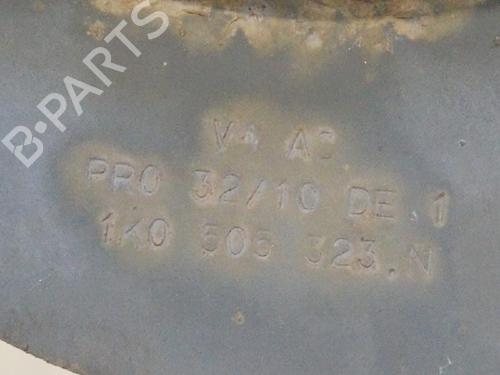 B-PARTS
VW AG
PRO 32/10 DE 1
1K0 505 323.N